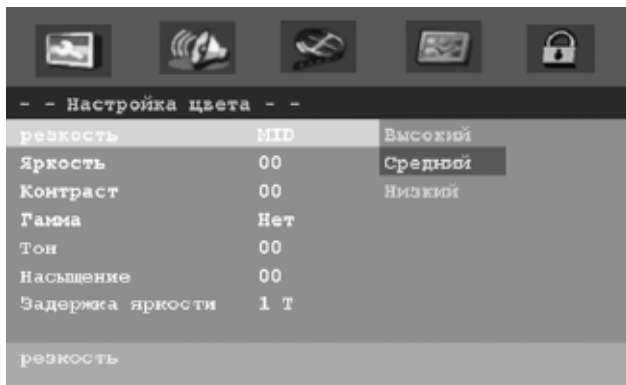 - - Настройка цвета - -
резкость MID Высокий
Яркость 00 Средний
Контраст 00 Низкий
Гамма Нет
Тон 00
Насыщение 00
Задержка яркости 1 T
резкость